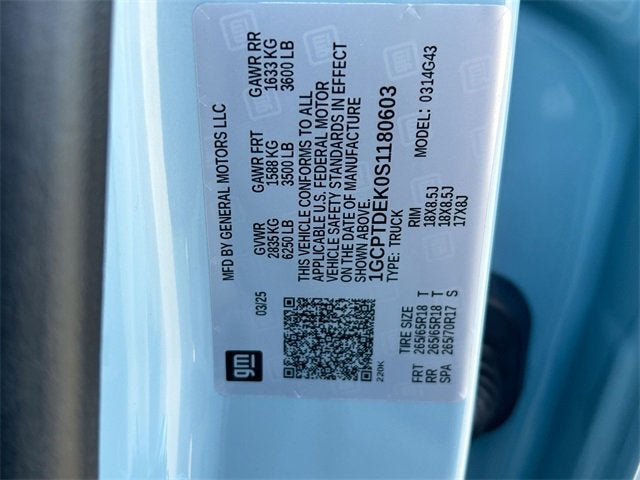 MFD BY GENERAL MOTORS LLC
GVWR GAWR FRT GAWR RR
2835 KG 1588 KG 1633 KG
6250 LB 3500 LB 3600 LB
THIS VEHICLE CONFORMS TO ALL
APPLICABLE U.S. FEDERAL MOTOR
VEHICLE SAFETY STANDARDS IN EFFECT
ON THE DATE OF MANUFACTURE
SHOWN ABOVE.
1GCPTDEK0S1180603
TYPE: TRUCK MODEL: 0314G43
03/25
gm
220K
TIRE SIZE RIM
FRT 265/65R18 T 18X8.5J
RR 265/65R18 T 18X8.5J
SPA 265/70R17 S 17X8J